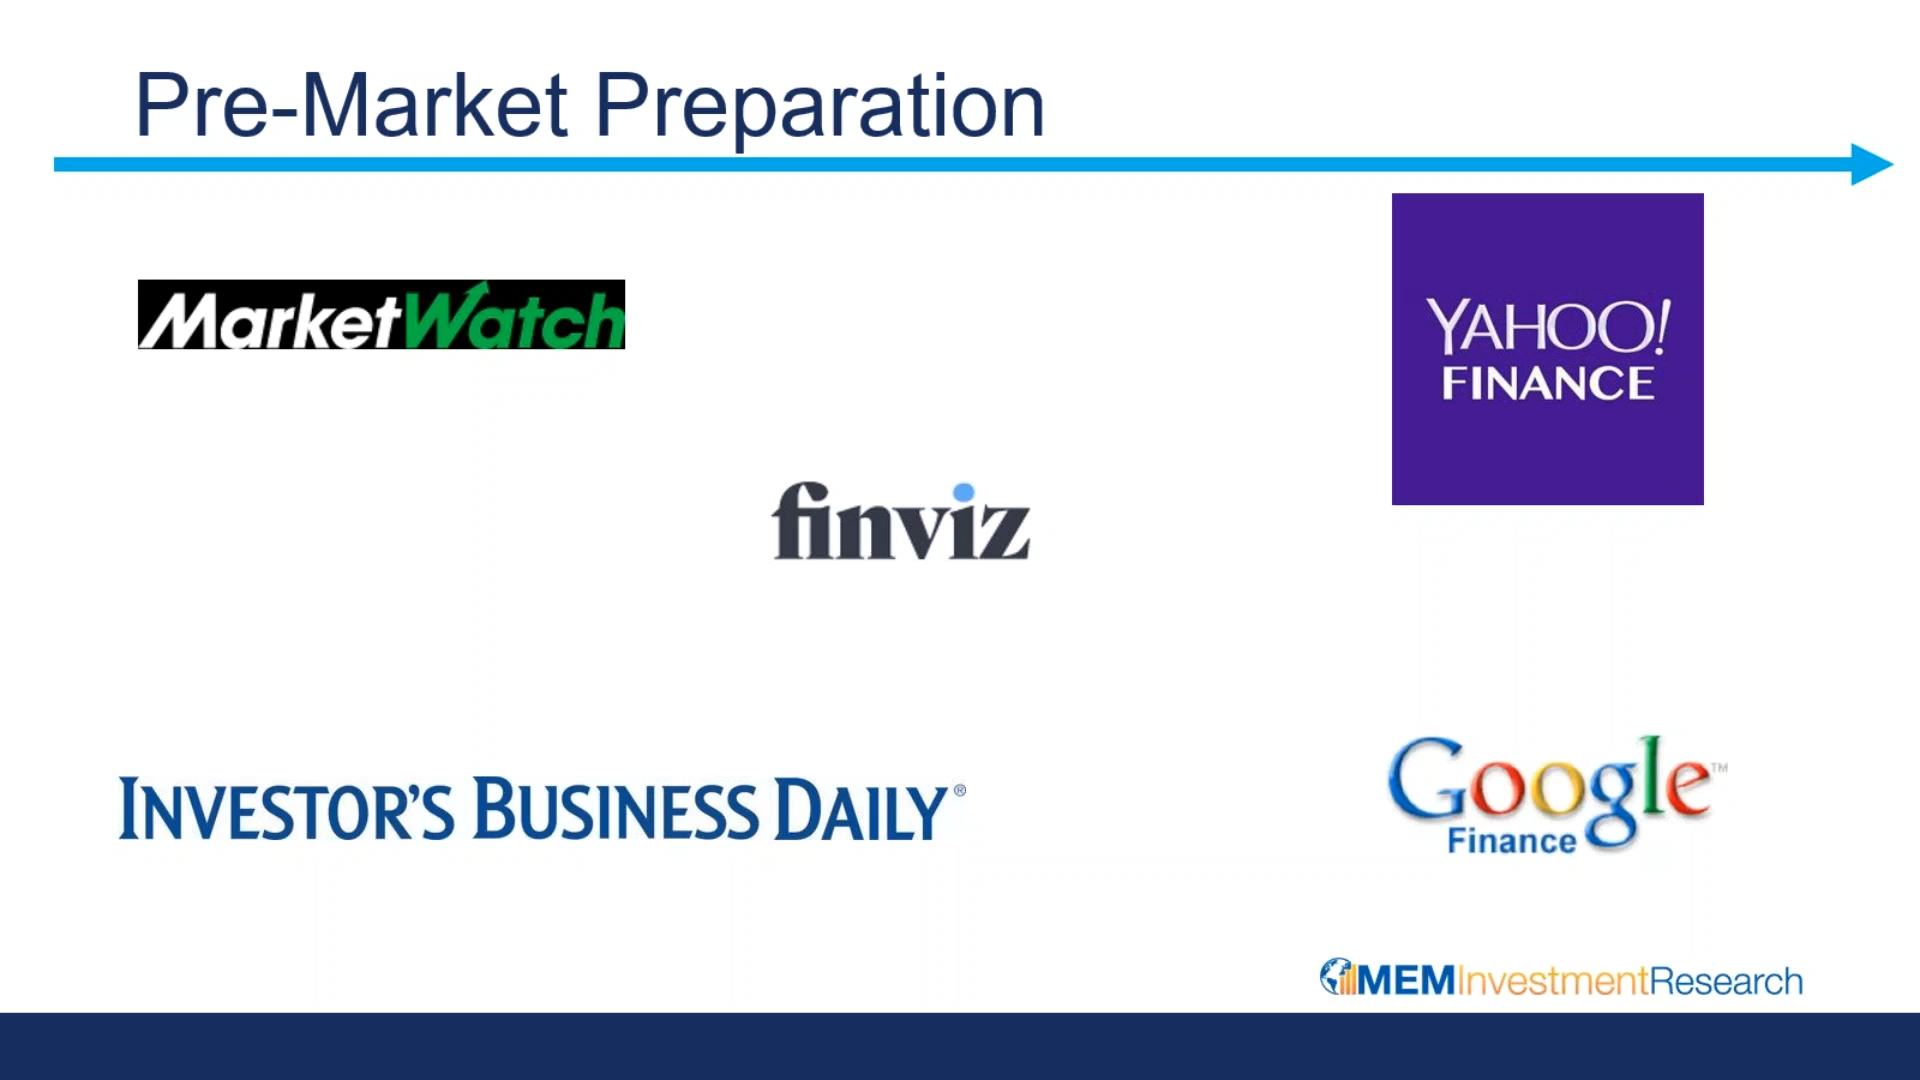 Pre-Market Preparation
MarketWatch
YAHOO!
FINANCE
finviz
INVESTOR'S BUSINESS DAILY®
Google™
Finance
MEMInvestmentResearch